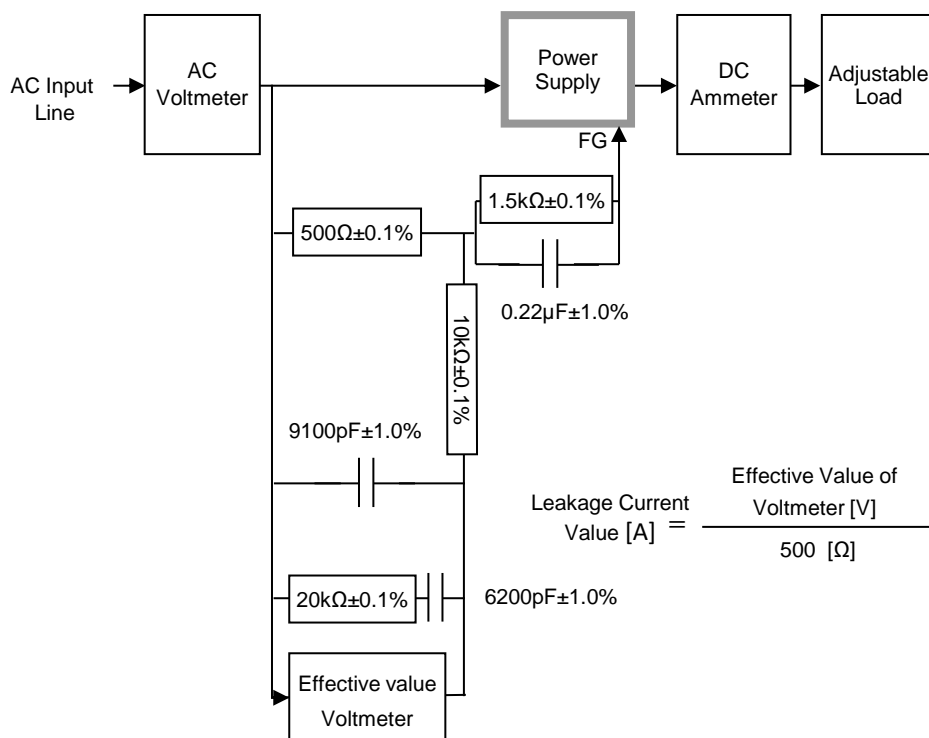 AC Input
Line
AC
Voltmeter
Power
Supply
DC
Ammeter
Adjustable
Load
FG
1.5kΩ±0.1%
500Ω±0.1%
0.22µF±1.0%
10kΩ±0.1%
9100pF±1.0%
Leakage Current
Value [A]
=
Effective Value of
Voltmeter [V]
500 [Ω]
20kΩ±0.1%
6200pF±1.0%
Effective value
Voltmeter